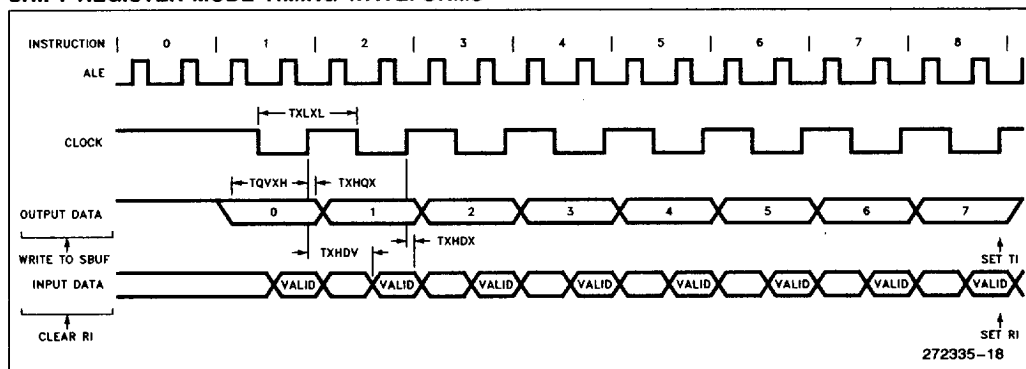 SHIFT REGISTER MODE TIMING WAVEFORMS
INSTRUCTION | 0 | 1 | 2 | 3 | 4 | 5 | 6 | 7 | 8 |
ALE
TXLXL
CLOCK
TQVXH TXHQX
OUTPUT DATA 0 1 2 3 4 5 6 7
WRITE TO SBUF TXHDV TXHDX SET TI
INPUT DATA VALID VALID VALID VALID VALID VALID VALID VALID
CLEAR RI SET RI
272335-18